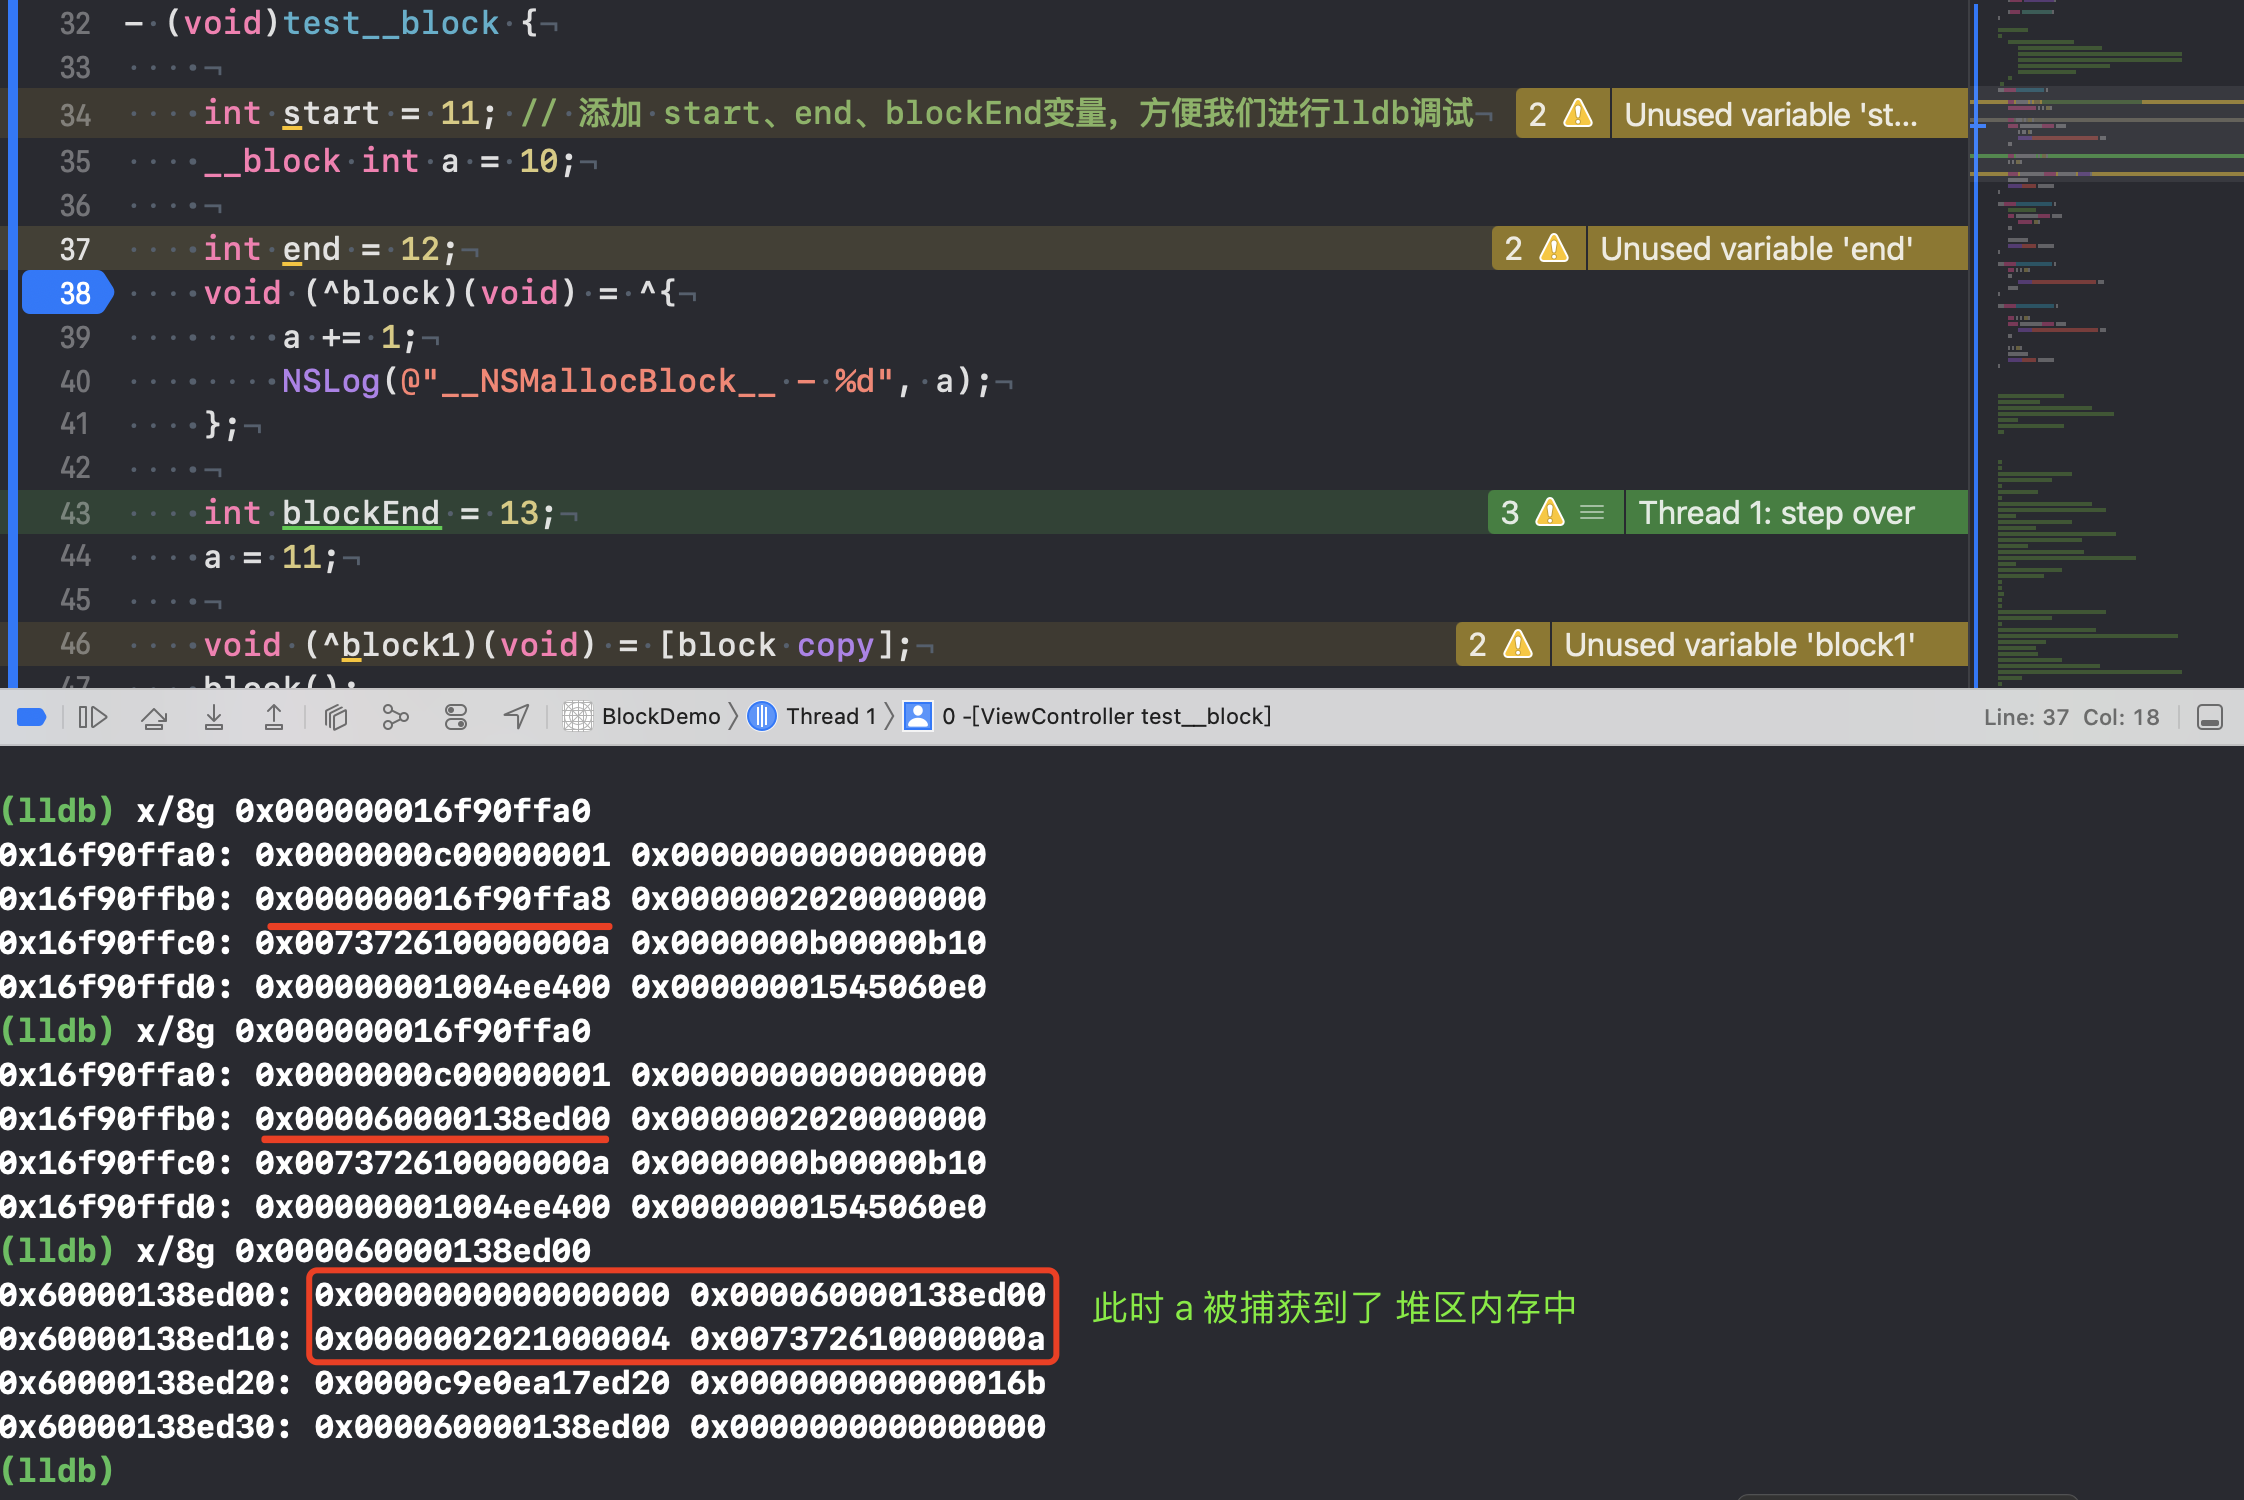 32 - (void)test__block {
33
34 int start = 11; // 添加 start、end、blockEnd变量，方便我们进行lldb调试 2 Unused variable 'st...
35 __block int a = 10;
36
37 int end = 12; 2 Unused variable 'end'
38 void (^block)(void) = ^{
39 a += 1;
40 NSLog(@"__NSMallocBlock__ - %d", a);
41 };
42
43 int blockEnd = 13; 3 Thread 1: step over
44 a = 11;
45
46 void (^block1)(void) = [block copy]; 2 Unused variable 'block1'
47 block();
BlockDemo 〉 Thread 1 〉 0 -[ViewController test__block] Line: 37 Col: 18
(lldb) x/8g 0x000000016f90ffa0
0x16f90ffa0: 0x0000000c00000001 0x0000000000000000
0x16f90ffb0: 0x000000016f90ffa8 0x0000002020000000
0x16f90ffc0: 0x007372610000000a 0x0000000b00000b10
0x16f90ffd0: 0x00000001004ee400 0x00000001545060e0
(lldb) x/8g 0x000000016f90ffa0
0x16f90ffa0: 0x0000000c00000001 0x0000000000000000
0x16f90ffb0: 0x000060000138ed00 0x0000002020000000
0x16f90ffc0: 0x007372610000000a 0x0000000b00000b10
0x16f90ffd0: 0x00000001004ee400 0x00000001545060e0
(lldb) x/8g 0x000060000138ed00
0x60000138ed00: 0x0000000000000000 0x000060000138ed00 此时 a 被捕获到了 堆区内存中
0x60000138ed10: 0x0000002021000004 0x007372610000000a
0x60000138ed20: 0x0000c9e0ea17ed20 0x000000000000016b
0x60000138ed30: 0x000060000138ed00 0x0000000000000000
(lldb)